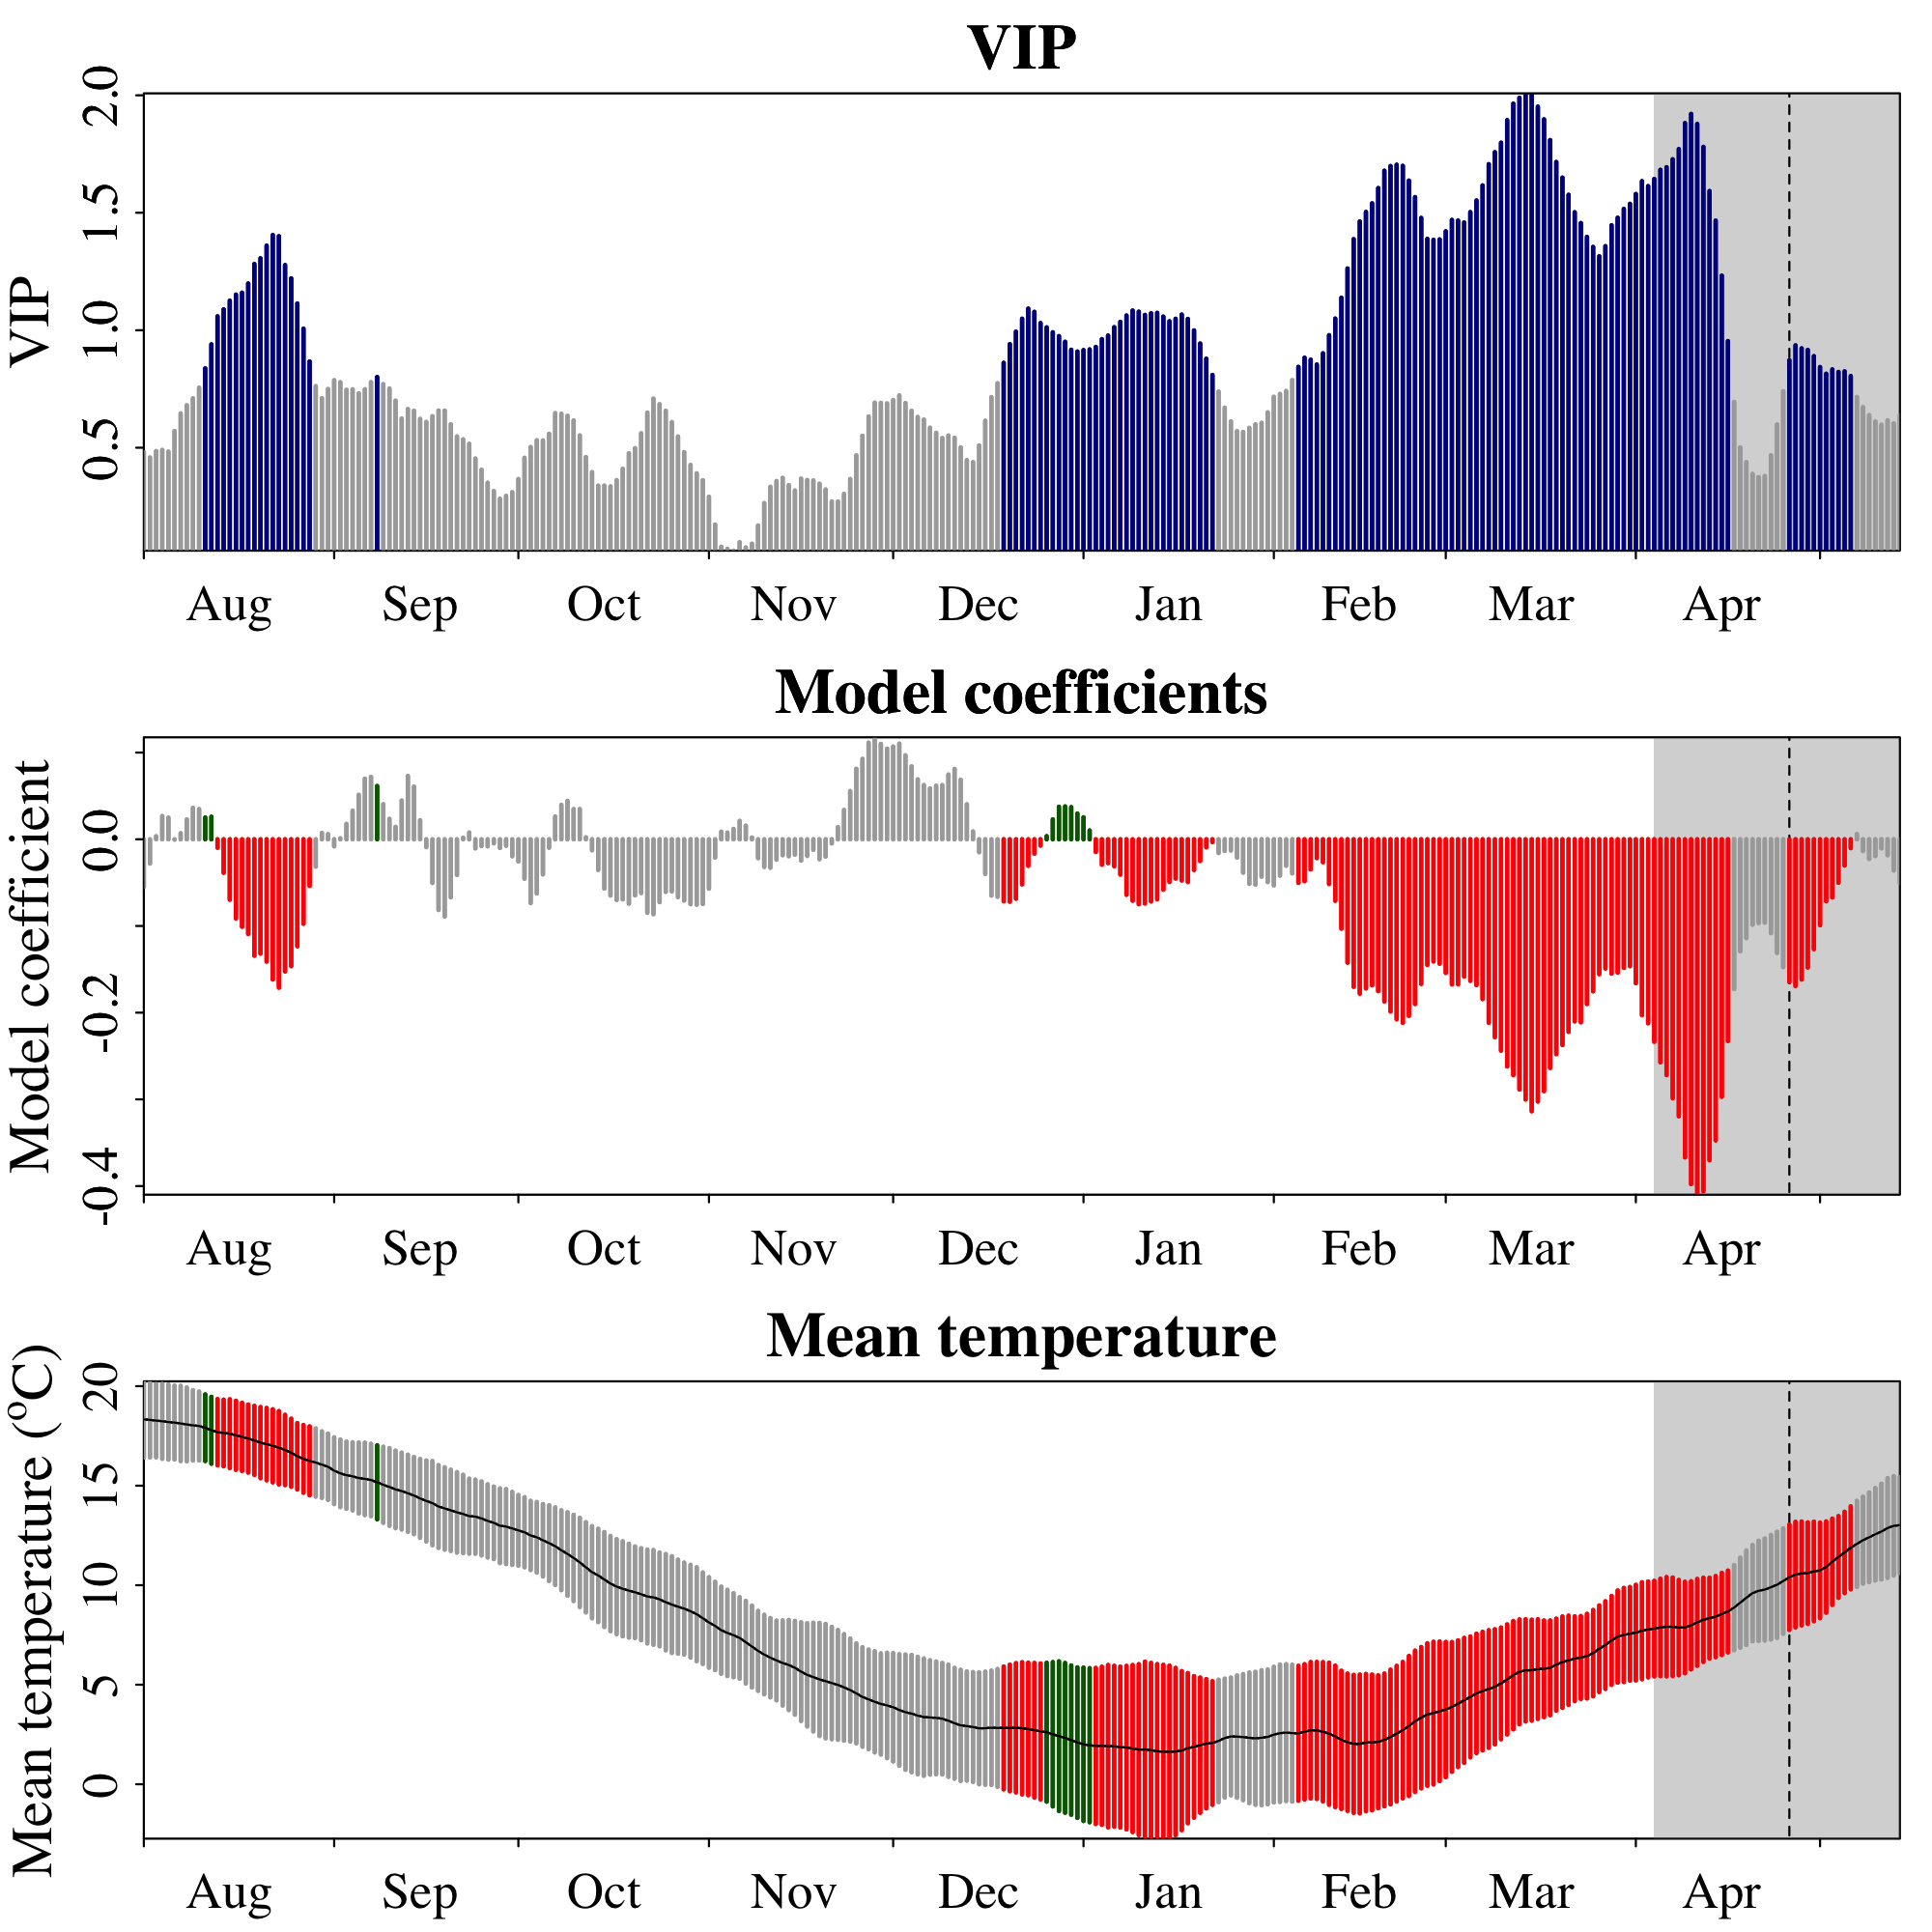 VIP
VIP
2.0
1.5
1.0
0.5
Aug Sep Oct Nov Dec Jan Feb Mar Apr
Model coefficients
Model coefficient
0.0
-0.2
-0.4
Aug Sep Oct Nov Dec Jan Feb Mar Apr
Mean temperature
Mean temperature (ºC)
20
15
10
5
0
Aug Sep Oct Nov Dec Jan Feb Mar Apr